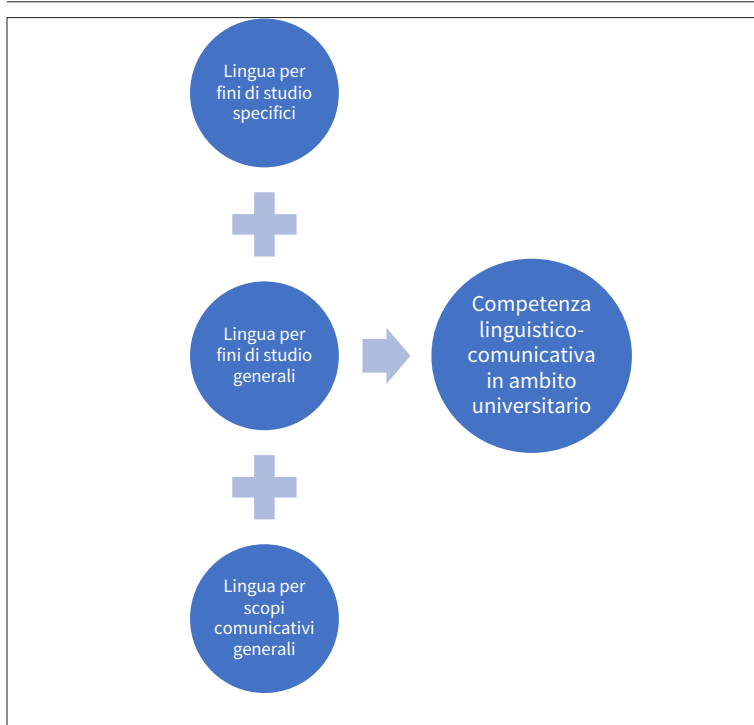 Lingua per
fini di studio
specifici
Lingua per
fini di studio
generali
Competenza
linguistico-
comunicativa
in ambito
universitario
Lingua per
scopi
comunicativi
generali